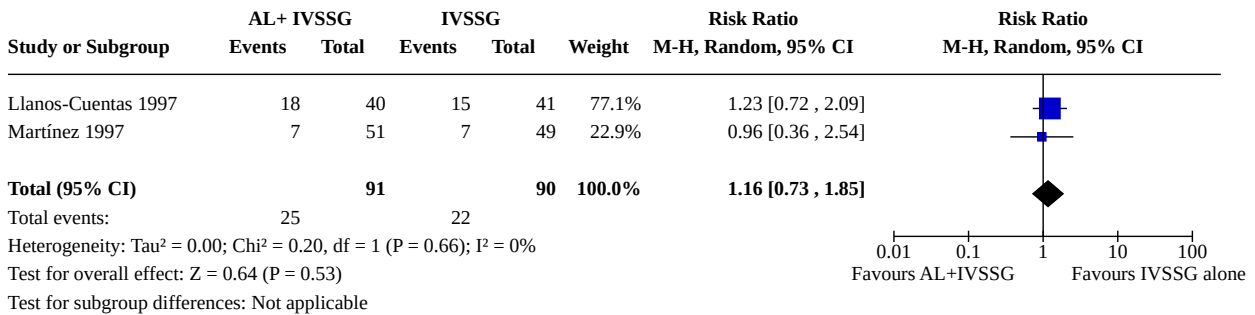 AL+ IVSSG IVSSG Risk Ratio Risk Ratio
Study or Subgroup Events Total Events Total Weight M-H, Random, 95% CI M-H, Random, 95% CI
Llanos-Cuentas 1997 18 40 15 41 77.1% 1.23 [0.72 , 2.09]
Martínez 1997 7 51 7 49 22.9% 0.96 [0.36 , 2.54]
Total (95% CI) 91 90 100.0% 1.16 [0.73 , 1.85]
Total events: 25 22
Heterogeneity: Tau² = 0.00; Chi² = 0.20, df = 1 (P = 0.66); I² = 0%
0.01 0.1 1 10 100
Test for overall effect: Z = 0.64 (P = 0.53) Favours AL+IVSSG Favours IVSSG alone
Test for subgroup differences: Not applicable